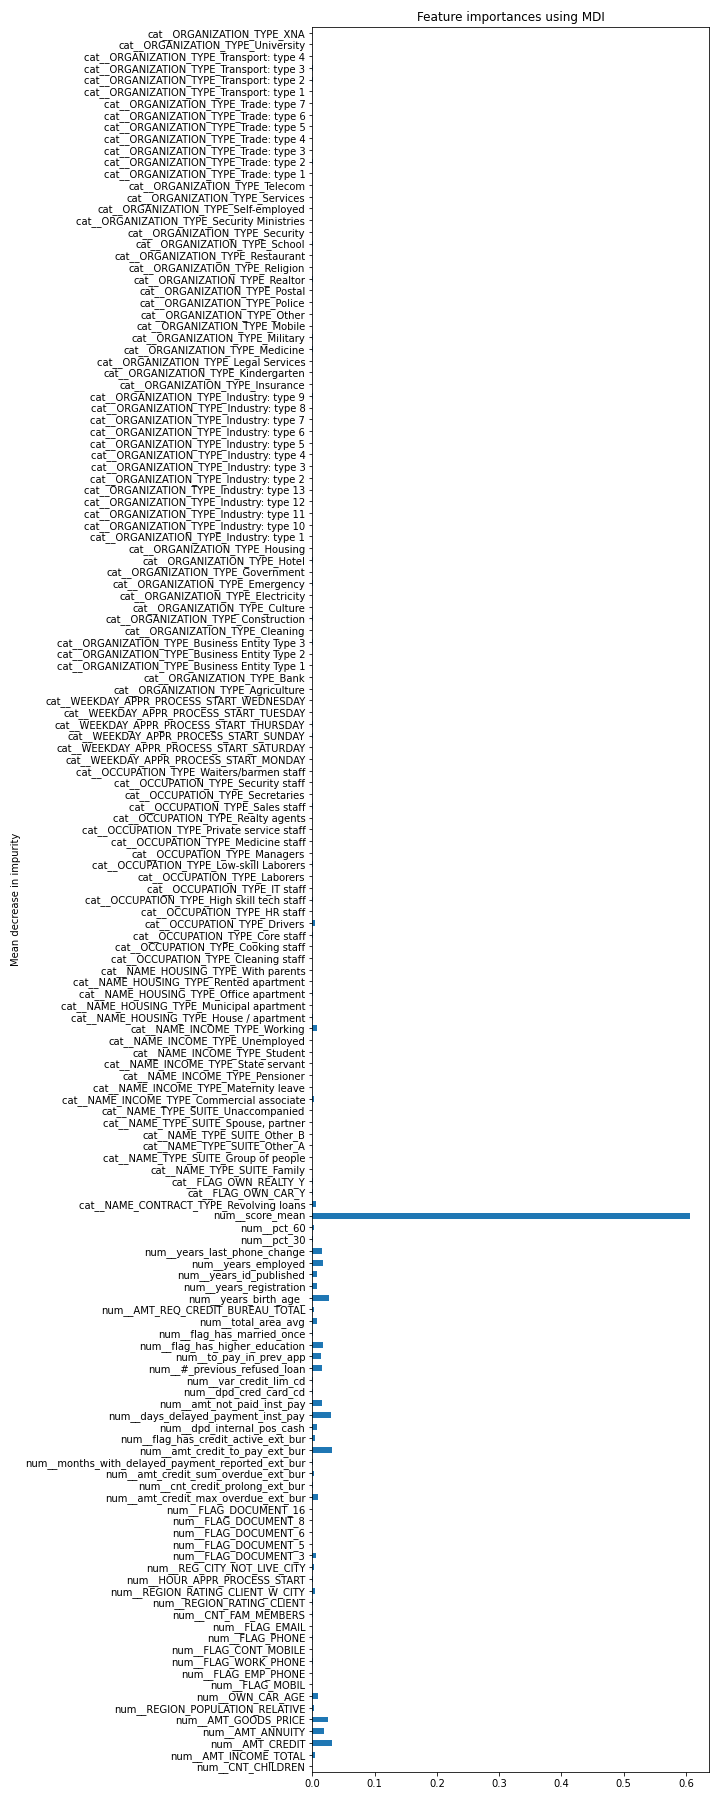 Feature importances using MDI
cat__ORGANIZATION_TYPE_XNA
cat__ORGANIZATION_TYPE_University
cat__ORGANIZATION_TYPE_Transport: type 4
cat__ORGANIZATION_TYPE_Transport: type 3
cat__ORGANIZATION_TYPE_Transport: type 2
cat__ORGANIZATION_TYPE_Transport: type 1
cat__ORGANIZATION_TYPE_Trade: type 7
cat__ORGANIZATION_TYPE_Trade: type 6
cat__ORGANIZATION_TYPE_Trade: type 5
cat__ORGANIZATION_TYPE_Trade: type 4
cat__ORGANIZATION_TYPE_Trade: type 3
cat__ORGANIZATION_TYPE_Trade: type 2
cat__ORGANIZATION_TYPE_Trade: type 1
cat__ORGANIZATION_TYPE_Telecom
cat__ORGANIZATION_TYPE_Services
cat__ORGANIZATION_TYPE_Self-employed
cat__ORGANIZATION_TYPE_Security Ministries
cat__ORGANIZATION_TYPE_Security
cat__ORGANIZATION_TYPE_School
cat__ORGANIZATION_TYPE_Restaurant
cat__ORGANIZATION_TYPE_Religion
cat__ORGANIZATION_TYPE_Realtor
cat__ORGANIZATION_TYPE_Postal
cat__ORGANIZATION_TYPE_Police
cat__ORGANIZATION_TYPE_Other
cat__ORGANIZATION_TYPE_Mobile
cat__ORGANIZATION_TYPE_Military
cat__ORGANIZATION_TYPE_Medicine
cat__ORGANIZATION_TYPE_Legal Services
cat__ORGANIZATION_TYPE_Kindergarten
cat__ORGANIZATION_TYPE_Insurance
cat__ORGANIZATION_TYPE_Industry: type 9
cat__ORGANIZATION_TYPE_Industry: type 8
cat__ORGANIZATION_TYPE_Industry: type 7
cat__ORGANIZATION_TYPE_Industry: type 6
cat__ORGANIZATION_TYPE_Industry: type 5
cat__ORGANIZATION_TYPE_Industry: type 4
cat__ORGANIZATION_TYPE_Industry: type 3
cat__ORGANIZATION_TYPE_Industry: type 2
cat__ORGANIZATION_TYPE_Industry: type 13
cat__ORGANIZATION_TYPE_Industry: type 12
cat__ORGANIZATION_TYPE_Industry: type 11
cat__ORGANIZATION_TYPE_Industry: type 10
cat__ORGANIZATION_TYPE_Industry: type 1
cat__ORGANIZATION_TYPE_Housing
cat__ORGANIZATION_TYPE_Hotel
cat__ORGANIZATION_TYPE_Government
cat__ORGANIZATION_TYPE_Emergency
cat__ORGANIZATION_TYPE_Electricity
cat__ORGANIZATION_TYPE_Culture
cat__ORGANIZATION_TYPE_Construction
cat__ORGANIZATION_TYPE_Cleaning
cat__ORGANIZATION_TYPE_Business Entity Type 3
cat__ORGANIZATION_TYPE_Business Entity Type 2
cat__ORGANIZATION_TYPE_Business Entity Type 1
cat__ORGANIZATION_TYPE_Bank
cat__ORGANIZATION_TYPE_Agriculture
cat__WEEKDAY_APPR_PROCESS_START_WEDNESDAY
cat__WEEKDAY_APPR_PROCESS_START_TUESDAY
cat__WEEKDAY_APPR_PROCESS_START_THURSDAY
cat__WEEKDAY_APPR_PROCESS_START_SUNDAY
cat__WEEKDAY_APPR_PROCESS_START_SATURDAY
cat__WEEKDAY_APPR_PROCESS_START_MONDAY
cat__OCCUPATION_TYPE_Waiters/barmen staff
cat__OCCUPATION_TYPE_Security staff
cat__OCCUPATION_TYPE_Secretaries
cat__OCCUPATION_TYPE_Sales staff
cat__OCCUPATION_TYPE_Realty agents
cat__OCCUPATION_TYPE_Private service staff
cat__OCCUPATION_TYPE_Medicine staff
cat__OCCUPATION_TYPE_Managers
cat__OCCUPATION_TYPE_Low-skill Laborers
cat__OCCUPATION_TYPE_Laborers
cat__OCCUPATION_TYPE_IT staff
cat__OCCUPATION_TYPE_High skill tech staff
cat__OCCUPATION_TYPE_HR staff
cat__OCCUPATION_TYPE_Drivers
cat__OCCUPATION_TYPE_Core staff
cat__OCCUPATION_TYPE_Cooking staff
cat__OCCUPATION_TYPE_Cleaning staff
cat__NAME_HOUSING_TYPE_With parents
cat__NAME_HOUSING_TYPE_Rented apartment
cat__NAME_HOUSING_TYPE_Office apartment
cat__NAME_HOUSING_TYPE_Municipal apartment
cat__NAME_HOUSING_TYPE_House / apartment
cat__NAME_INCOME_TYPE_Working
cat__NAME_INCOME_TYPE_Unemployed
cat__NAME_INCOME_TYPE_Student
cat__NAME_INCOME_TYPE_State servant
cat__NAME_INCOME_TYPE_Pensioner
cat__NAME_INCOME_TYPE_Maternity leave
cat__NAME_INCOME_TYPE_Commercial associate
cat__NAME_TYPE_SUITE_Unaccompanied
cat__NAME_TYPE_SUITE_Spouse, partner
cat__NAME_TYPE_SUITE_Other_B
cat__NAME_TYPE_SUITE_Other_A
cat__NAME_TYPE_SUITE_Group of people
cat__NAME_TYPE_SUITE_Family
cat__FLAG_OWN_REALTY_Y
cat__FLAG_OWN_CAR_Y
cat__NAME_CONTRACT_TYPE_Revolving loans
num__score_mean
num__pct_60
num__pct_30
num__years_last_phone_change
num__years_employed
num__years_id_published
num__years_registration
num__years_birth_age_
num__AMT_REQ_CREDIT_BUREAU_TOTAL
num__total_area_avg
num__flag_has_married_once
num__flag_has_higher_education
num__to_pay_in_prev_app
num__#_previous_refused_loan
num__var_credit_lim_cd
num__dpd_cred_card_cd
num__amt_not_paid_inst_pay
num__days_delayed_payment_inst_pay
num__dpd_internal_pos_cash
num__flag_has_credit_active_ext_bur
num__amt_credit_to_pay_ext_bur
num__months_with_delayed_payment_reported_ext_bur
num__amt_credit_sum_overdue_ext_bur
num__cnt_credit_prolong_ext_bur
num__amt_credit_max_overdue_ext_bur
num__FLAG_DOCUMENT_16
num__FLAG_DOCUMENT_8
num__FLAG_DOCUMENT_6
num__FLAG_DOCUMENT_5
num__FLAG_DOCUMENT_3
num__REG_CITY_NOT_LIVE_CITY
num__HOUR_APPR_PROCESS_START
num__REGION_RATING_CLIENT_W_CITY
num__REGION_RATING_CLIENT
num__CNT_FAM_MEMBERS
num__FLAG_EMAIL
num__FLAG_PHONE
num__FLAG_CONT_MOBILE
num__FLAG_WORK_PHONE
num__FLAG_EMP_PHONE
num__FLAG_MOBIL
num__OWN_CAR_AGE
num__REGION_POPULATION_RELATIVE
num__AMT_GOODS_PRICE
num__AMT_ANNUITY
num__AMT_CREDIT
num__AMT_INCOME_TOTAL
num__CNT_CHILDREN
Mean decrease in impurity
0.0 0.1 0.2 0.3 0.4 0.5 0.6